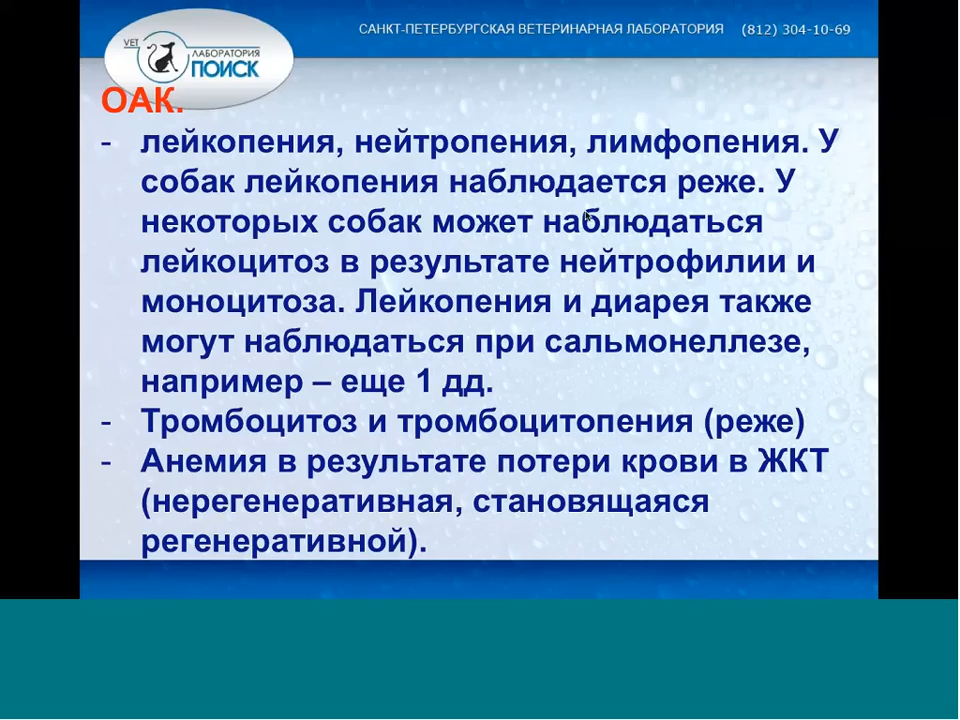 САНКТ-ПЕТЕРБУРГСКАЯ ВЕТЕРИНАРНАЯ ЛАБОРАТОРИЯ (812) 304-10-69
VET
ЛАБОРАТОРИЯ
ПОИСК
ОАК.
- лейкопения, нейтропения, лимфопения. У
собак лейкопения наблюдается реже. У
некоторых собак может наблюдаться
лейкоцитоз в результате нейтрофилии и
моноцитоза. Лейкопения и диарея также
могут наблюдаться при сальмонеллезе,
например – еще 1 дд.
- Тромбоцитоз и тромбоцитопения (реже)
- Анемия в результате потери крови в ЖКТ
(нерегенеративная, становящаяся
регенеративной).